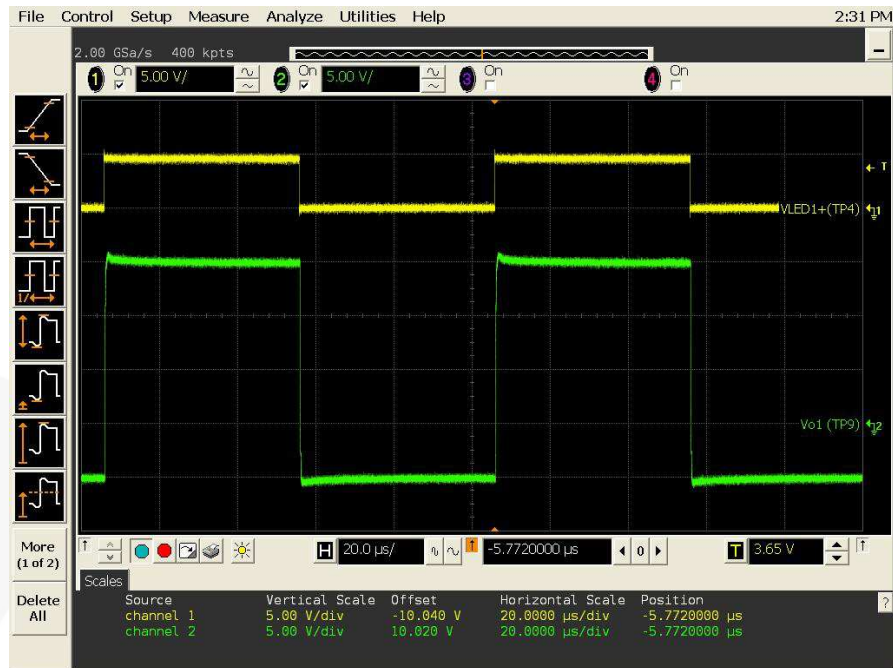 File Control Setup Measure Analyze Utilities Help 2:31 PM
2.00 GSa/s 400 kpts
1 On 5.00 V/ 2 On 5.00 V/ 3 On 4 On
T
VLED1+(TP4) 1
Vo1 (TP9) 2
1/
More
(1 of 2)
Delete
All
H 20.0 µs/ -5.7720000 µs 0 T 3.65 V
Scales
Source Vertical Scale Offset Horizontal Scale Position
channel 1 5.00 V/div -10.040 V 20.0000 µs/div -5.7720000 µs
channel 2 5.00 V/div 10.020 V 20.0000 µs/div -5.7720000 µs
?